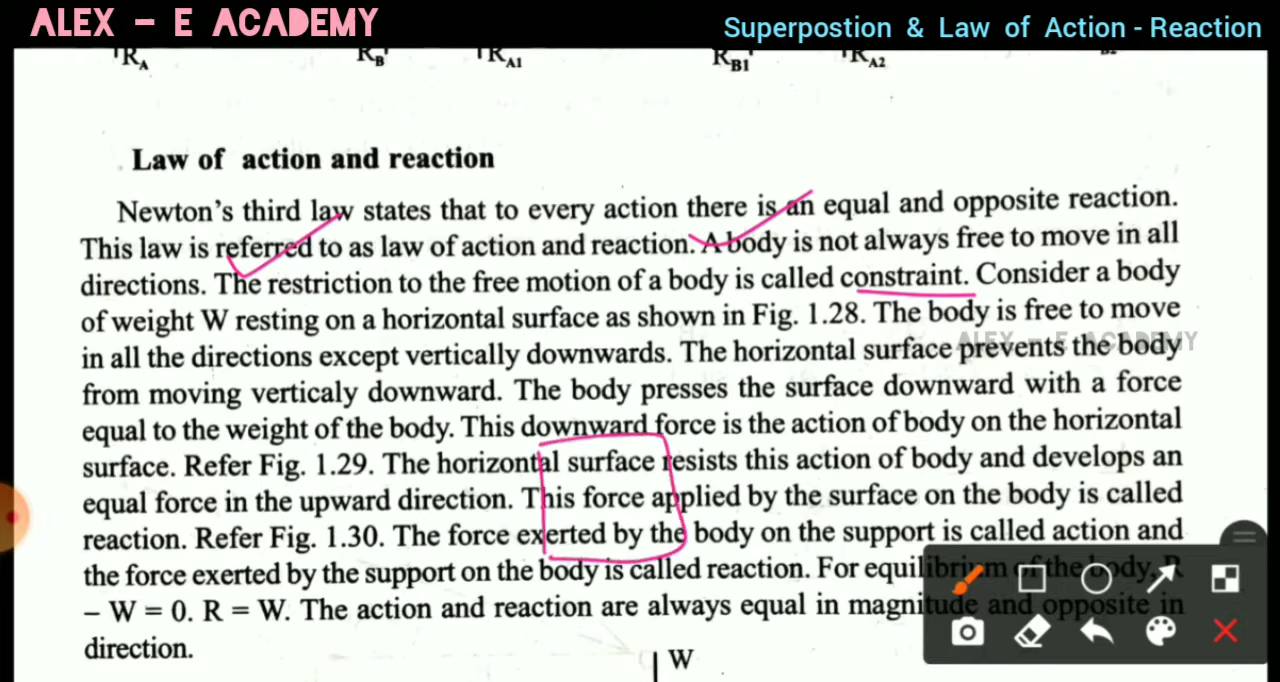 ALEX - E ACADEMY
Superpostion & Law of Action - Reaction
R_A R_B R_A1 R_B1 R_A2
Law of action and reaction
Newton's third law states that to every action there is an equal and opposite reaction.
This law is referred to as law of action and reaction. A body is not always free to move in all
directions. The restriction to the free motion of a body is called constraint. Consider a body
of weight W resting on a horizontal surface as shown in Fig. 1.28. The body is free to move
ALEX - E ACADEMY
in all the directions except vertically downwards. The horizontal surface prevents the body
from moving verticaly downward. The body presses the surface downward with a force
equal to the weight of the body. This downward force is the action of body on the horizontal
surface. Refer Fig. 1.29. The horizontal surface resists this action of body and develops an
equal force in the upward direction. This force applied by the surface on the body is called
reaction. Refer Fig. 1.30. The force exerted by the body on the support is called action and
the force exerted by the support on the body is called reaction. For equilibrium of the body, R
– W = 0. R = W. The action and reaction are always equal in magnitude and opposite in
direction.
W